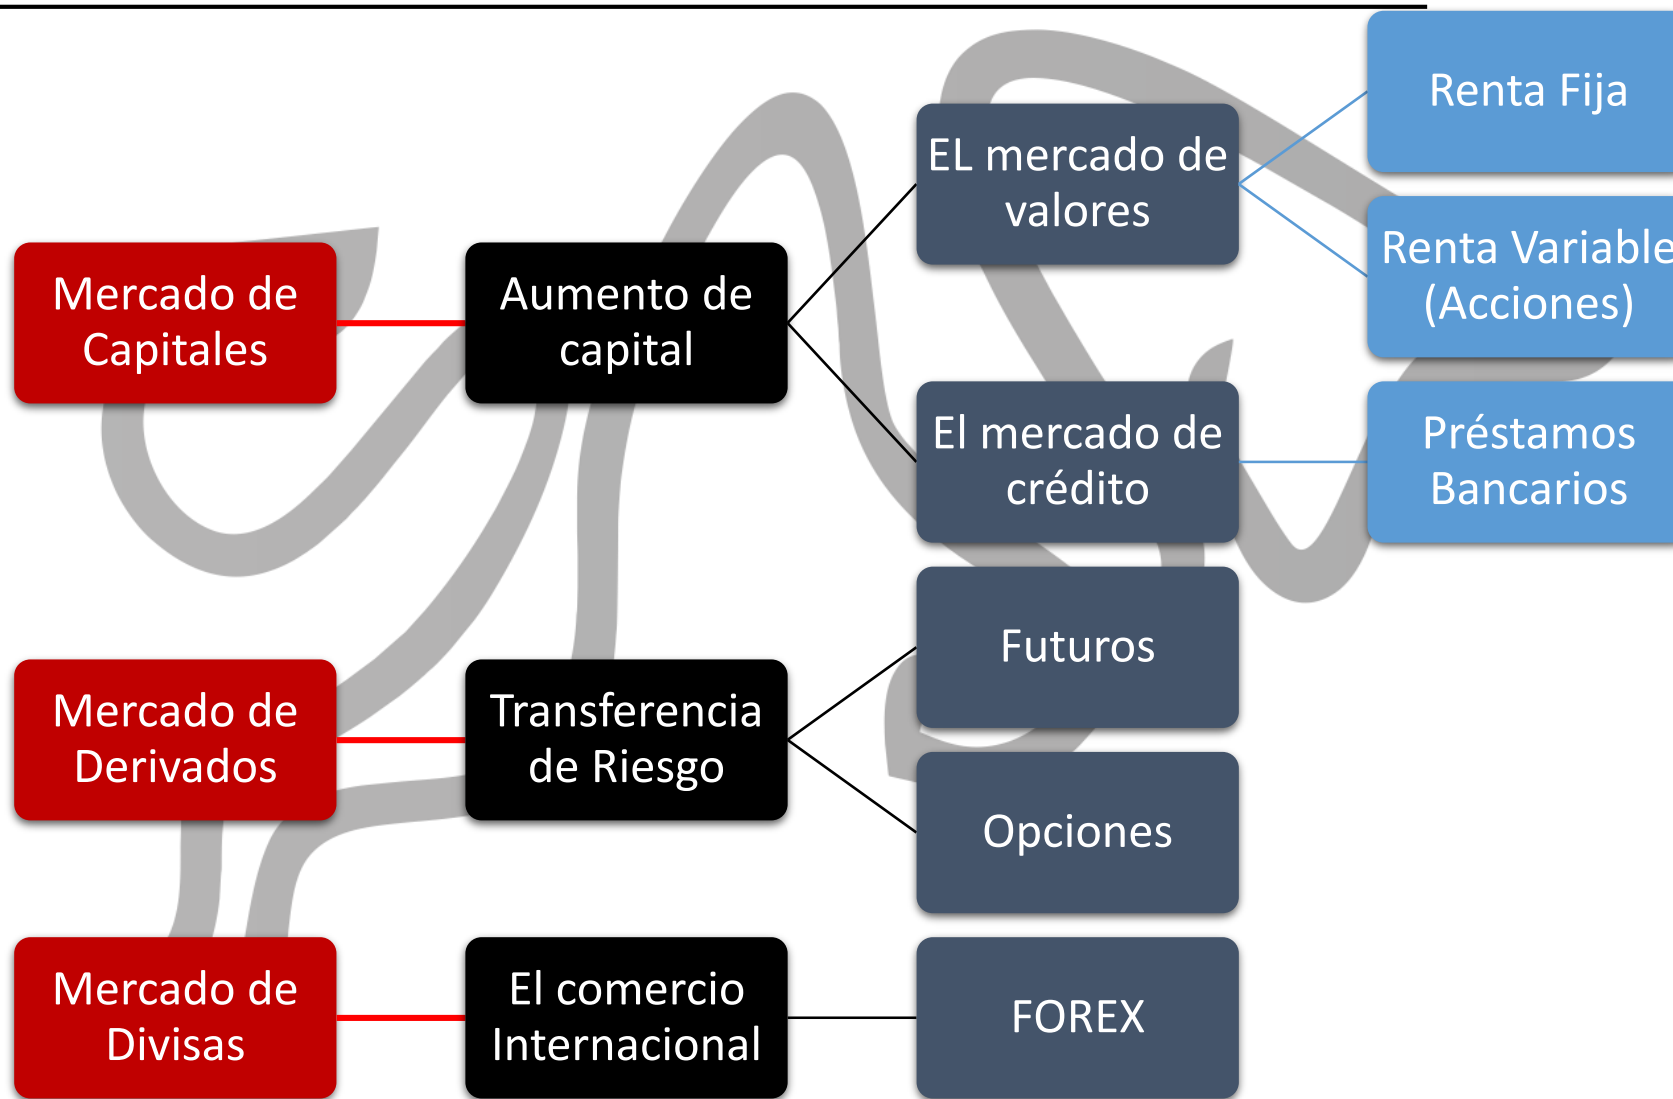 Mercado de
Capitales
Aumento de
capital
EL mercado de
valores
Renta Fija
Renta Variable
(Acciones)
El mercado de
crédito
Préstamos
Bancarios
Mercado de
Derivados
Transferencia
de Riesgo
Futuros
Opciones
Mercado de
Divisas
El comercio
Internacional
FOREX